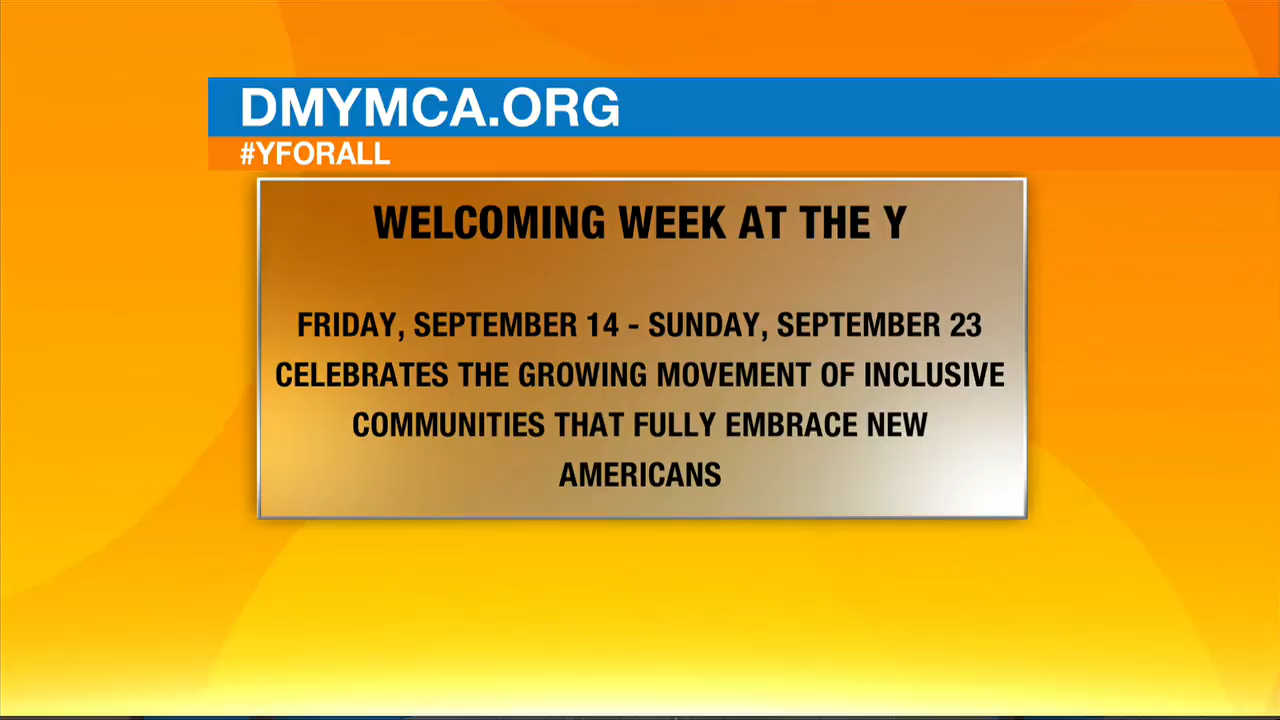 DMYMCA.ORG
#YFORALL
WELCOMING WEEK AT THE Y
FRIDAY, SEPTEMBER 14 - SUNDAY, SEPTEMBER 23
CELEBRATES THE GROWING MOVEMENT OF INCLUSIVE
COMMUNITIES THAT FULLY EMBRACE NEW
AMERICANS